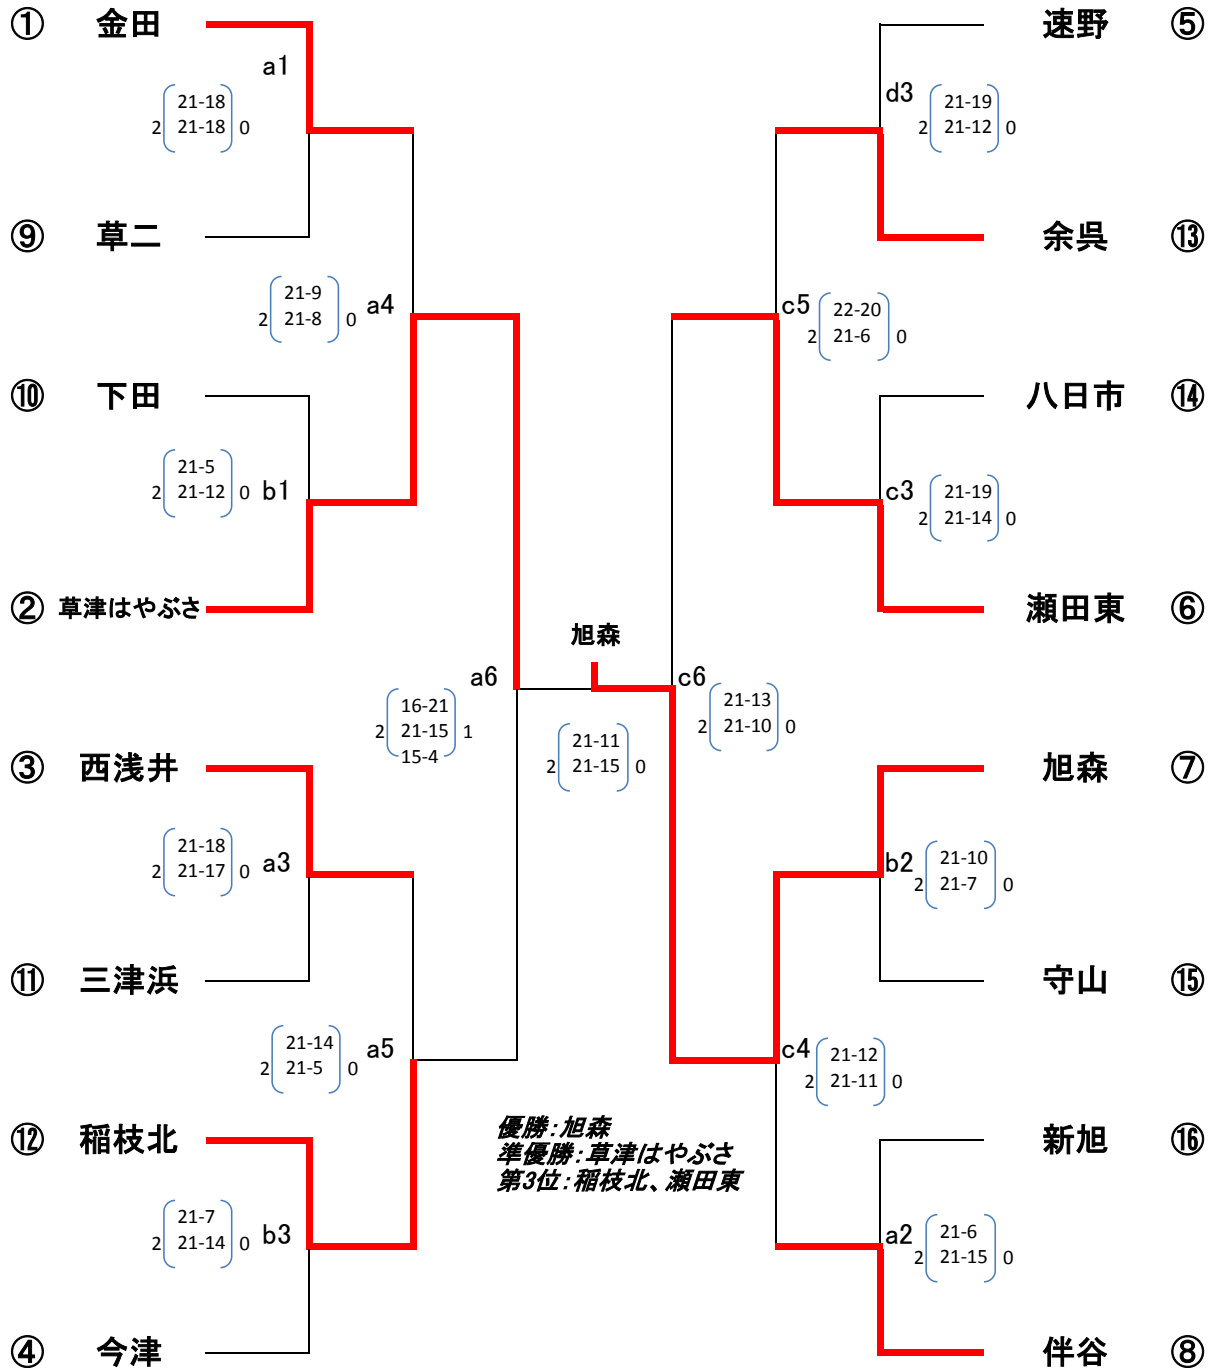 ① 金田
速野 ⑤
a1
21-18
2 21-18 0
d3
21-19
2 21-12 0
⑨ 草二
余呉 ⑬
a4
21-9
2 21-8 0
c5
22-20
2 21-6 0
⑩ 下田
八日市 ⑭
b1
21-5
2 21-12 0
c3
21-19
2 21-14 0
② 草津はやぶさ
瀬田東 ⑥
旭森
a6
16-21
2 21-15 1
15-4
c6
21-13
2 21-10 0
21-11
2 21-15 0
③ 西浅井
旭森 ⑦
a3
21-18
2 21-17 0
b2
21-10
2 21-7 0
⑪ 三津浜
守山 ⑮
a5
21-14
2 21-5 0
c4
21-12
2 21-11 0
優勝:旭森
準優勝:草津はやぶさ
第3位:稲枝北、瀬田東
⑫ 稲枝北
新旭 ⑯
b3
21-7
2 21-14 0
a2
21-6
2 21-15 0
④ 今津
伴谷 ⑧